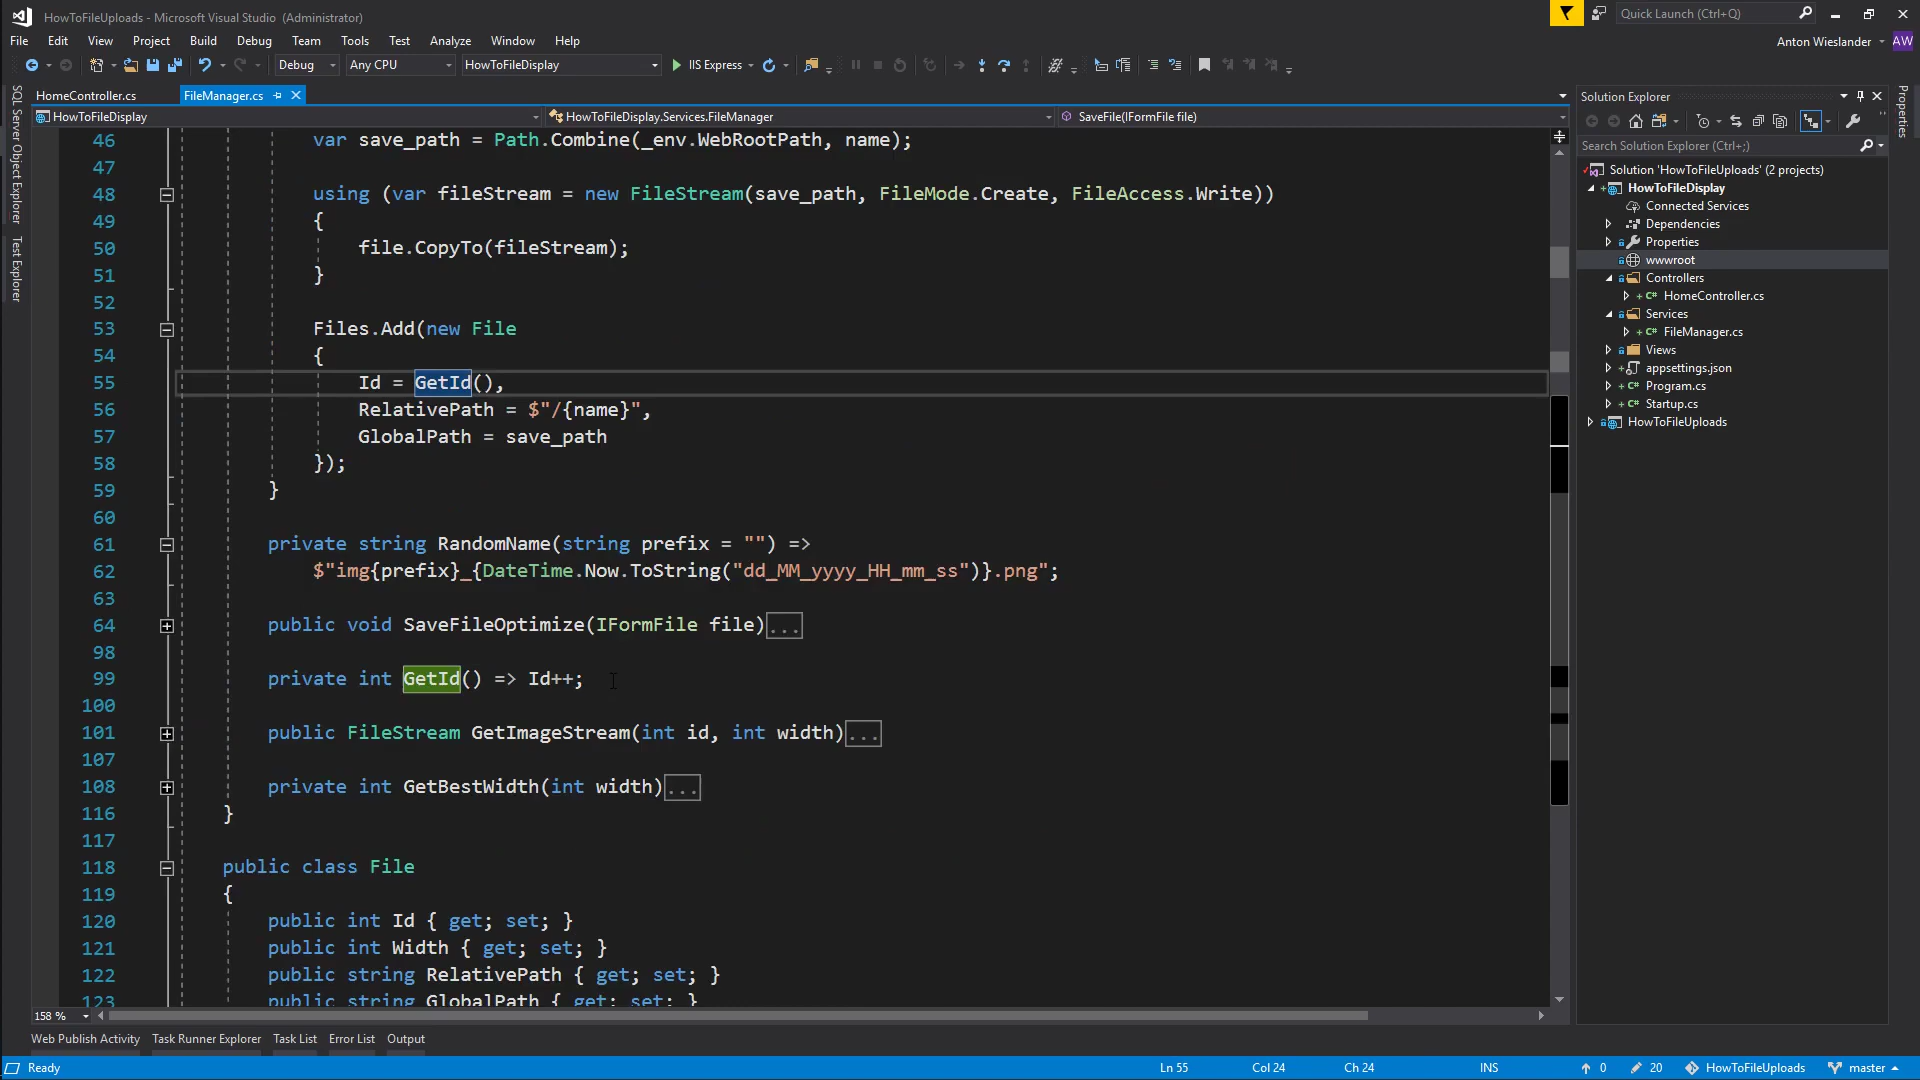 HowToFileUploads - Microsoft Visual Studio (Administrator)
Quick Launch (Ctrl+Q)
File Edit View Project Build Debug Team Tools Test Analyze Window Help
Anton Wieslander AW
Debug Any CPU HowToFileDisplay IIS Express
HomeController.cs FileManager.cs
HowToFileDisplay HowToFileDisplay.Services.FileManager SaveFile(IFormFile file)
SQL Server Object Explorer
Test Explorer
46 var save_path = Path.Combine(_env.WebRootPath, name);
47
48 using (var fileStream = new FileStream(save_path, FileMode.Create, FileAccess.Write))
49 {
50 file.CopyTo(fileStream);
51 }
52
53 Files.Add(new File
54 {
55 Id = GetId(),
56 RelativePath = $"/{name}",
57 GlobalPath = save_path
58 });
59 }
60
61 private string RandomName(string prefix = "") =>
62 $"img{prefix}_{DateTime.Now.ToString("dd_MM_yyyy_HH_mm_ss")}.png";
63
64 public void SaveFileOptimize(IFormFile file)...
98
99 private int GetId() => Id++;
100
101 public FileStream GetImageStream(int id, int width)...
107
108 private int GetBestWidth(int width)...
116 }
117
118 public class File
119 {
120 public int Id { get; set; }
121 public int Width { get; set; }
122 public string RelativePath { get; set; }
123 public string GlobalPath { get; set; }
158 %
Solution Explorer
Search Solution Explorer (Ctrl+;)
Solution 'HowToFileUploads' (2 projects)
HowToFileDisplay
Connected Services
Dependencies
Properties
wwwroot
Controllers
HomeController.cs
Services
FileManager.cs
Views
appsettings.json
Program.cs
Startup.cs
HowToFileUploads
Properties
Web Publish Activity Task Runner Explorer Task List Error List Output
Ready Ln 55 Col 24 Ch 24 INS 0 20 HowToFileUploads master